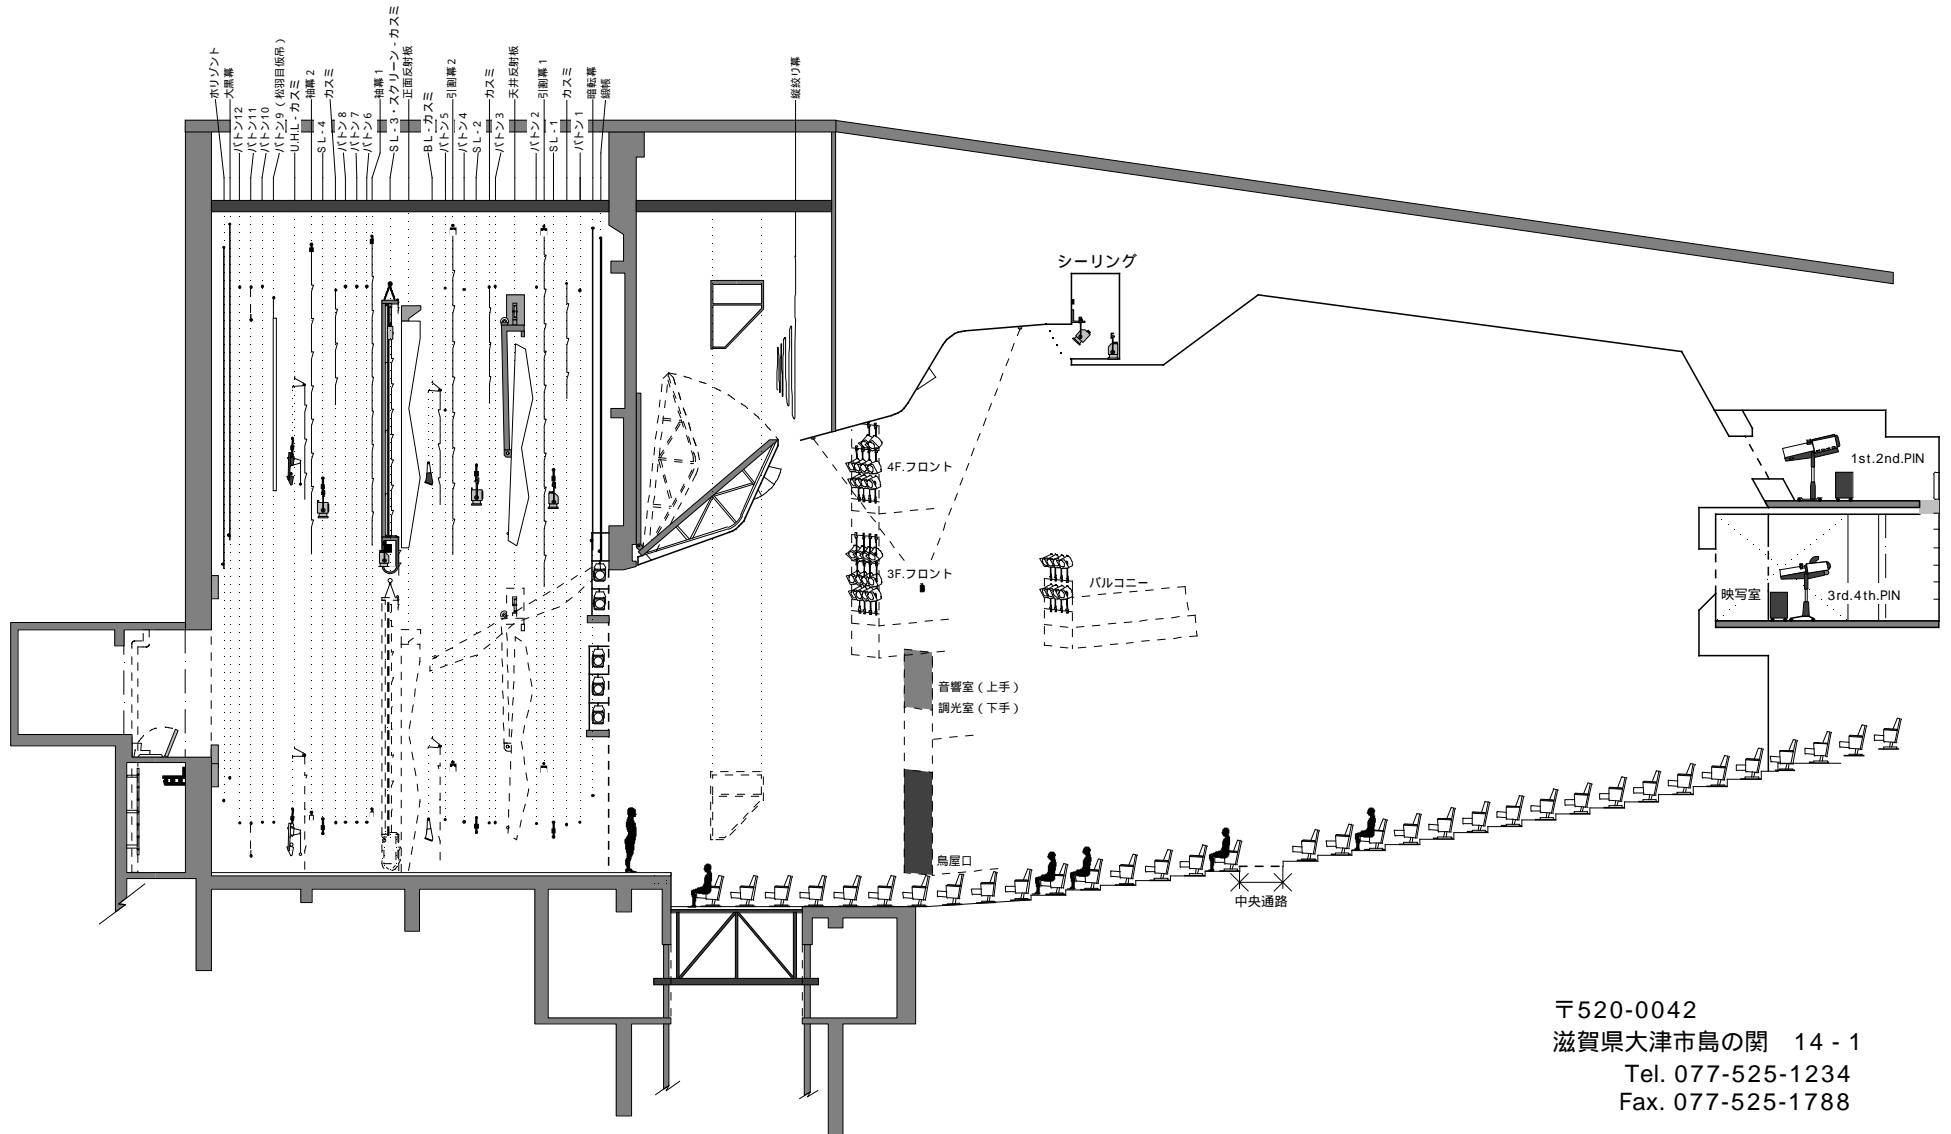 ホリゾント
大黒幕
バトン12
バトン11
バトン10
バトン9（松羽目仮吊）
U.H.L-カスミ
袖幕2
SL-4
カスミ
バトン8
バトン7
バトン6
袖幕1
SL-3・スクリーン-カスミ
正面反射板
BL-カスミ
バトン5
引割幕2
バトン4
SL-2
カスミ
バトン3
天井反射板
バトン2
引割幕1
SL-1
カスミ
バトン1
暗転幕
緞帳
縦絞り幕
シーリング
4F.フロント
1st.2nd.PIN
3F.フロント
バルコニー
映写室
3rd.4th.PIN
音響室（上手）
調光室（下手）
鳥屋口
中央通路
〒520-0042
滋賀県大津市島の関　14-1
Tel. 077-525-1234
Fax. 077-525-1788